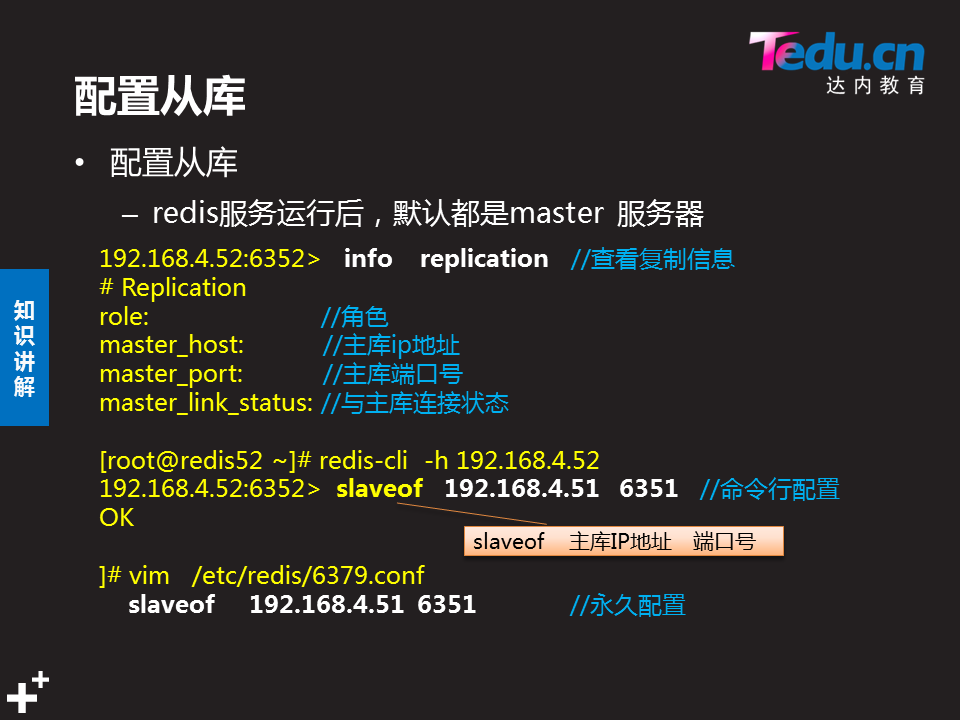 Tedu.cn
达内教育
配置从库
• 配置从库
– redis服务运行后，默认都是master 服务器
192.168.4.52:6352> info replication //查看复制信息
# Replication
role: //角色
master_host: //主库ip地址
master_port: //主库端口号
master_link_status: //与主库连接状态
知识讲解
[root@redis52 ~]# redis-cli -h 192.168.4.52
192.168.4.52:6352> slaveof 192.168.4.51 6351 //命令行配置
OK
slaveof 主库IP地址 端口号
]# vim /etc/redis/6379.conf
slaveof 192.168.4.51 6351 //永久配置